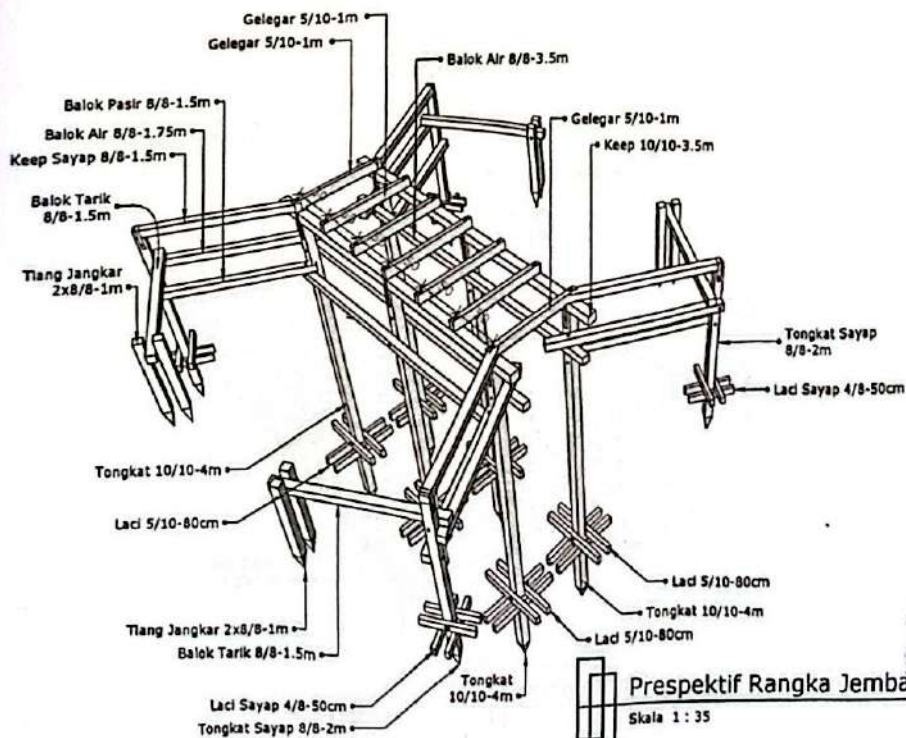 Gelegar 5/10-1m
Gelegar 5/10-1m
Balok Air 8/8-3.5m
Balok Pasir 8/8-1.5m
Gelegar 5/10-1m
Balok Air 8/8-1.75m
Keep 10/10-3.5m
Keep Sayap 8/8-1.5m
Balok Tarik
8/8-1.5m
Tiang Jangkar
2x8/8-1m
Tongkat Sayap
8/8-2m
Laci Sayap 4/8-50cm
Tongkat 10/10-4m
Laci 5/10-80cm
Laci 5/10-80cm
Tongkat 10/10-4m
Laci 5/10-80cm
Tiang Jangkar 2x8/8-1m
Balok Tarik 8/8-1.5m
Laci Sayap 4/8-50cm
Tongkat Sayap 8/8-2m
Tongkat
10/10-4m
Prespektif Rangka Jemba
Skala 1 : 35